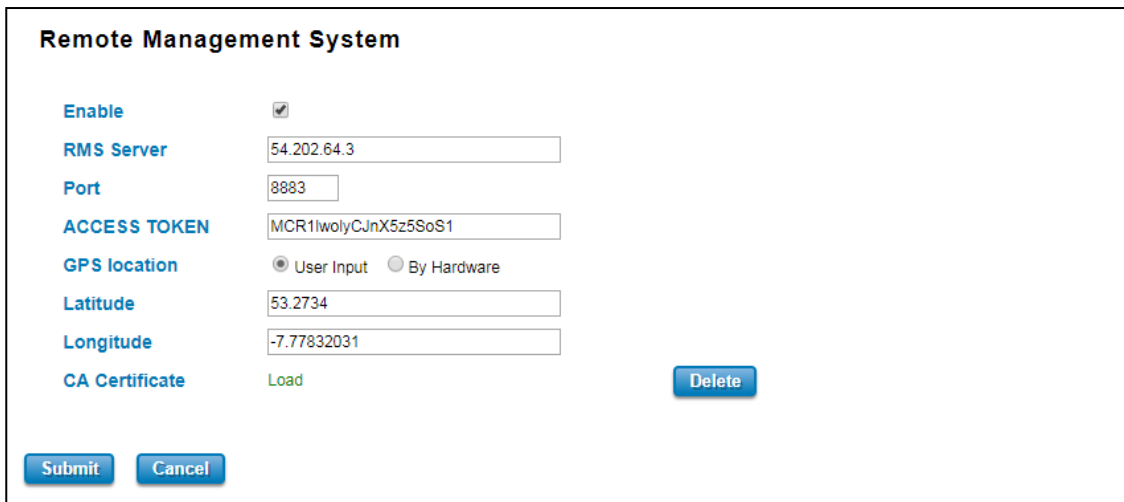 Remote Management System
Enable
RMS Server 54.202.64.3
Port 8883
ACCESS TOKEN MCR1IwolyCJnX5z5SoS1
GPS location User Input By Hardware
Latitude 53.2734
Longitude -7.77832031
CA Certificate Load Delete
Submit Cancel